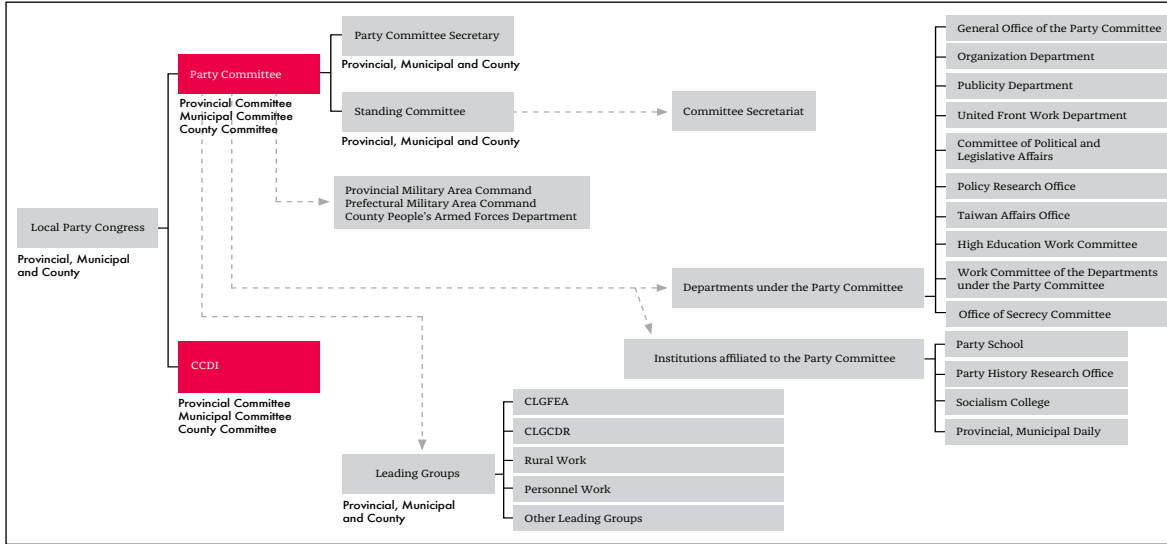 Local Party Congress
Provincial, Municipal
and County
Party Committee
Provincial Committee
Municipal Committee
County Committee
CCDI
Provincial Committee
Municipal Committee
County Committee
Party Committee Secretary
Provincial, Municipal and County
Standing Committee
Provincial, Municipal and County
Committee Secretariat
Provincial Military Area Command
Prefectural Military Area Command
County People's Armed Forces Department
Departments under the Party Committee
General Office of the Party Committee
Organization Department
Publicity Department
United Front Work Department
Committee of Political and
Legislative Affairs
Policy Research Office
Taiwan Affairs Office
High Education Work Committee
Work Committee of the Departments
under the Party Committee
Office of Secrecy Committee
Institutions affiliated to the Party Committee
Party School
Party History Research Office
Socialism College
Provincial, Municipal Daily
Leading Groups
Provincial, Municipal
and County
CLGFEA
CLGCDR
Rural Work
Personnel Work
Other Leading Groups